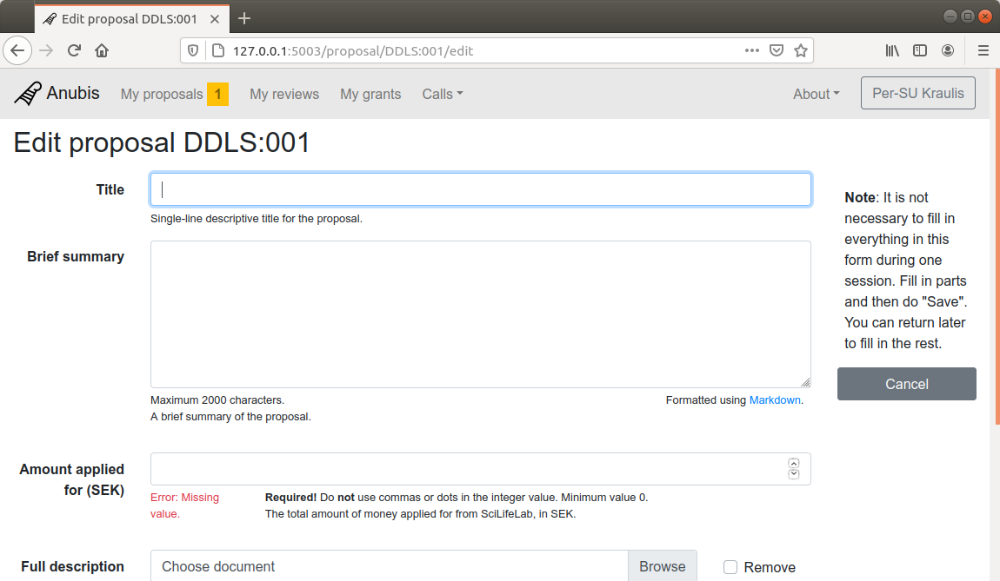 Edit proposal DDLS:001
127.0.0.1:5003/proposal/DDLS:001/edit
Anubis My proposals 1 My reviews My grants Calls About Per-SU Kraulis
Edit proposal DDLS:001
Title
Single-line descriptive title for the proposal.
Note: It is not
necessary to fill in
everything in this
form during one
session. Fill in parts
and then do "Save".
You can return later
to fill in the rest.
Cancel
Brief summary
Maximum 2000 characters.
Formatted using Markdown.
A brief summary of the proposal.
Amount applied
for (SEK)
Error: Missing
value.
Required! Do not use commas or dots in the integer value. Minimum value 0.
The total amount of money applied for from SciLifeLab, in SEK.
Full description
Choose document Browse Remove